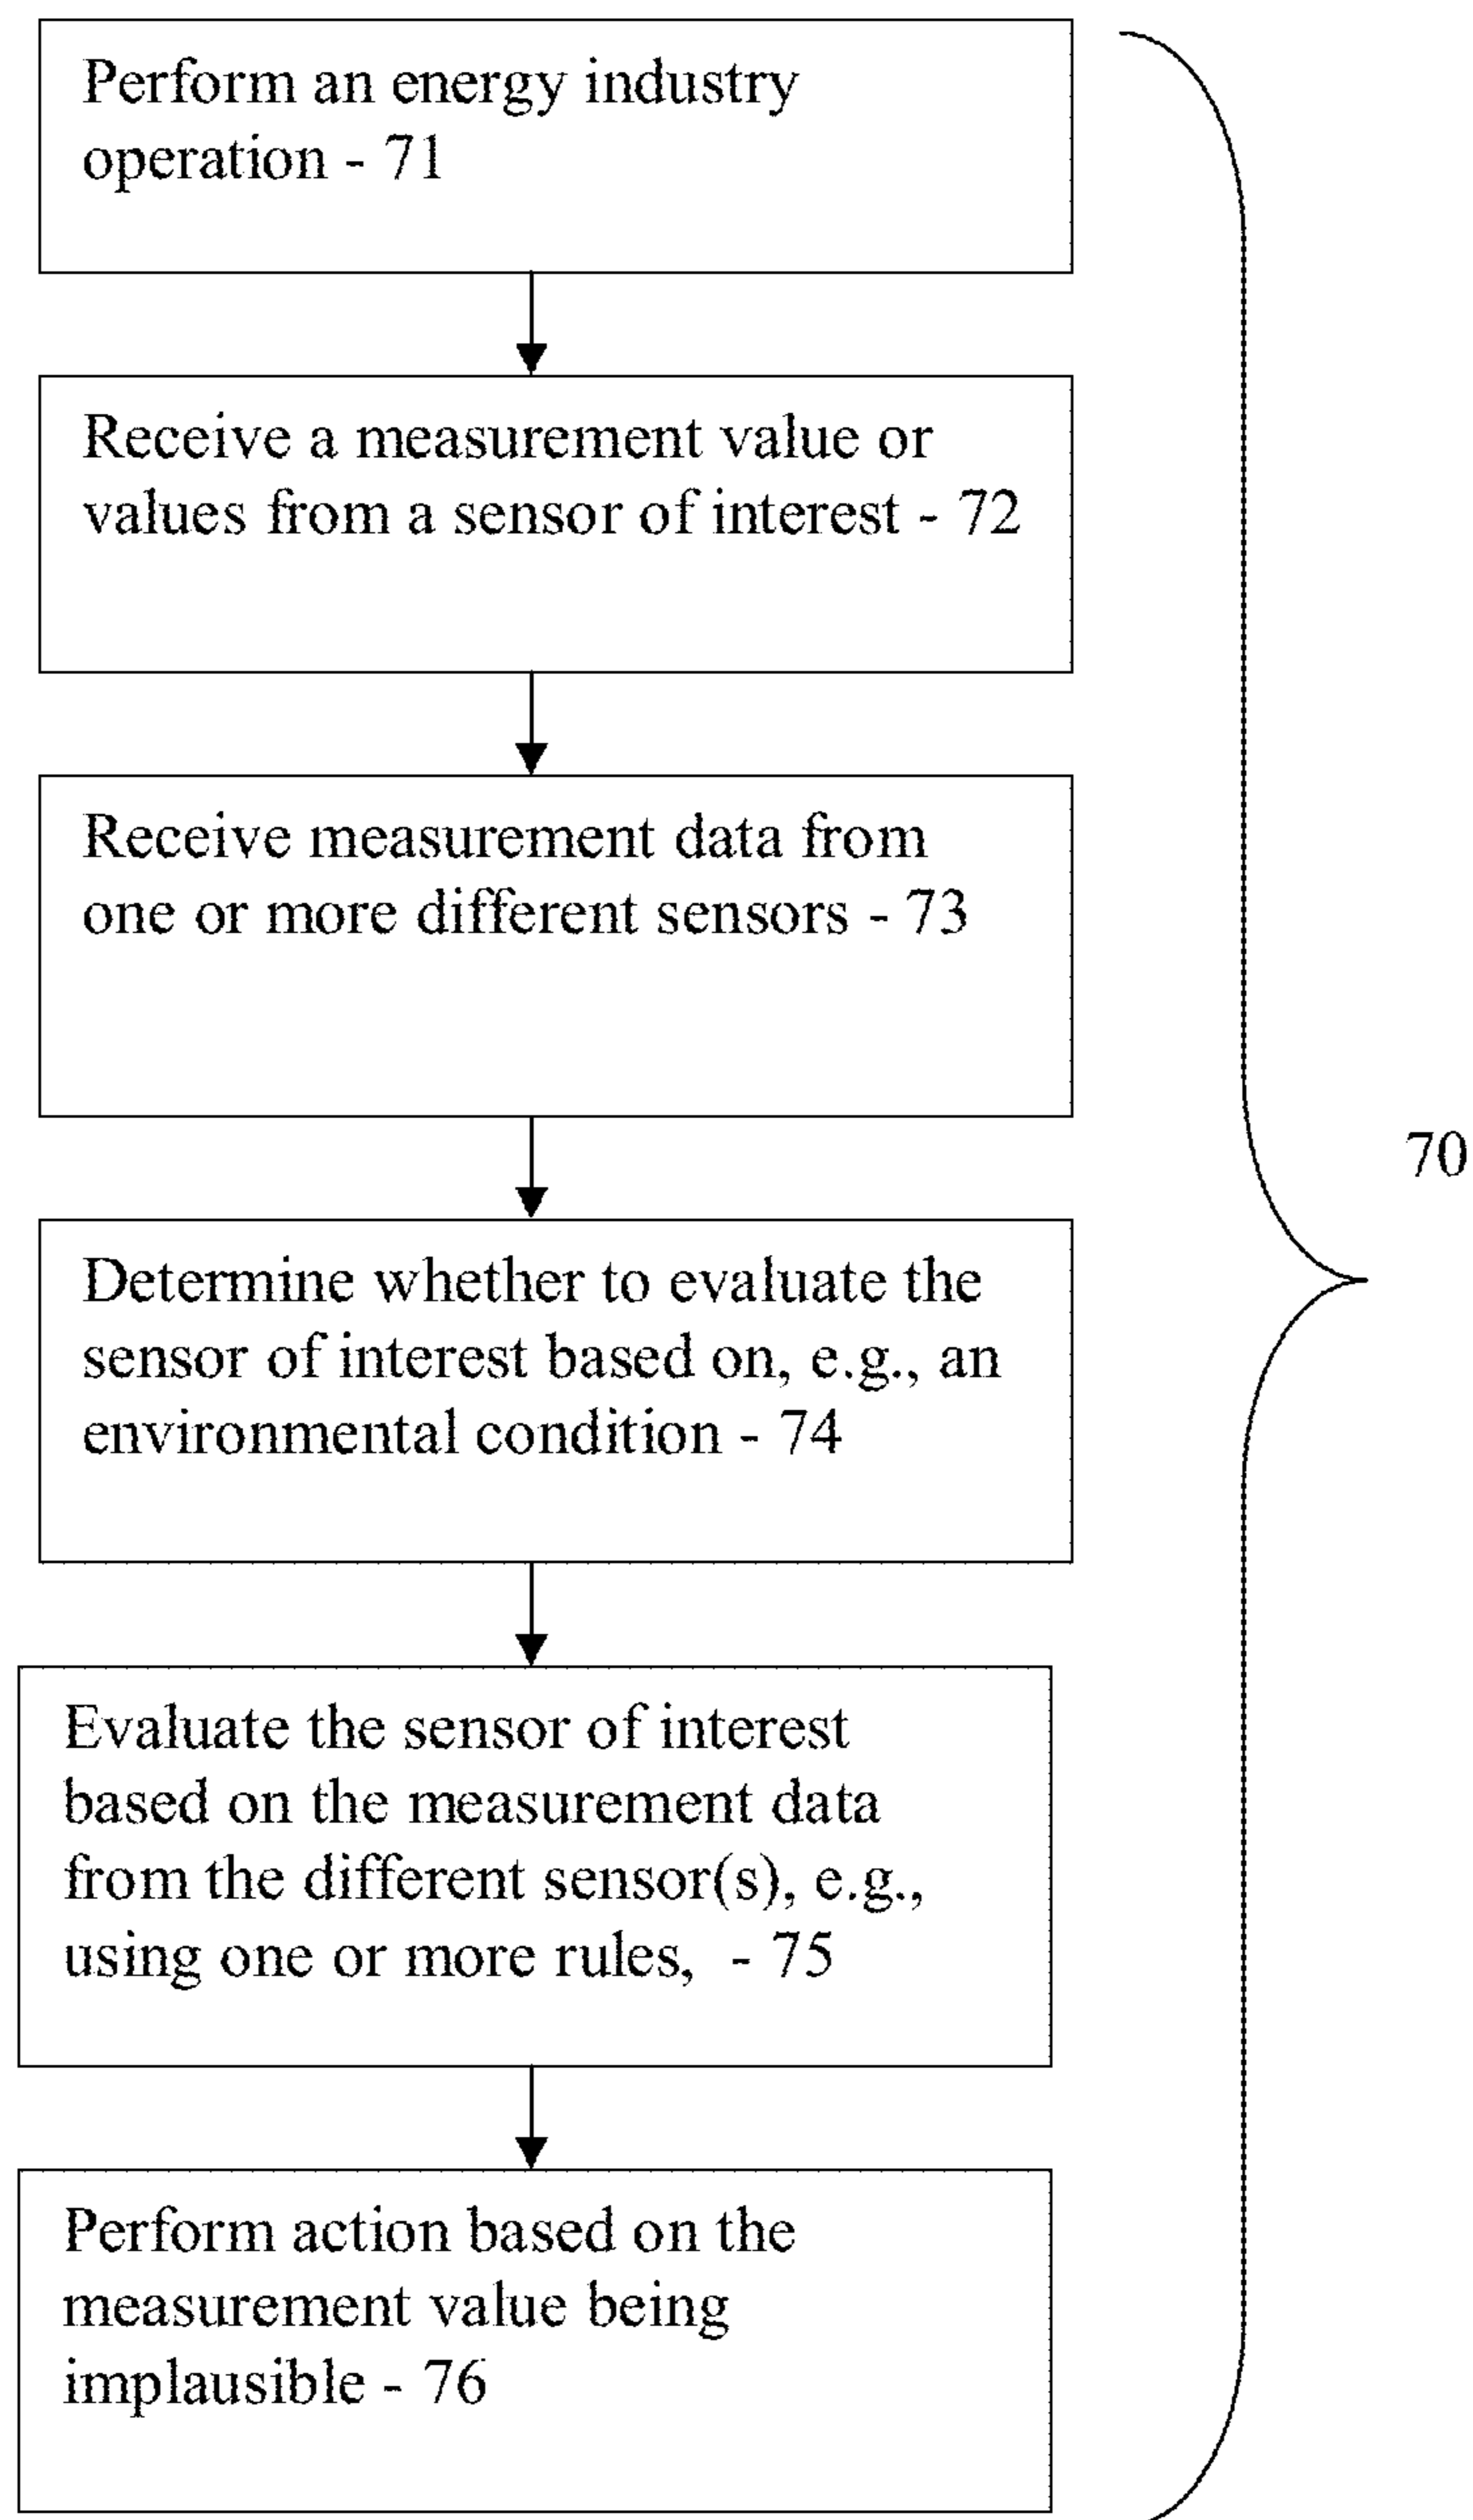 Perform an energy industry
operation - 71
Receive a measurement value or
values from a sensor of interest - 72
Receive measurement data from
one or more different sensors - 73
70
Determine whether to evaluate the
sensor of interest based on, e.g., an
environmental condition - 74
Evaluate the sensor of interest
based on the measurement data
from the different sensor(s), e.g.,
using one or more rules,  - 75
Perform action based on the
measurement value being
implausible - 76